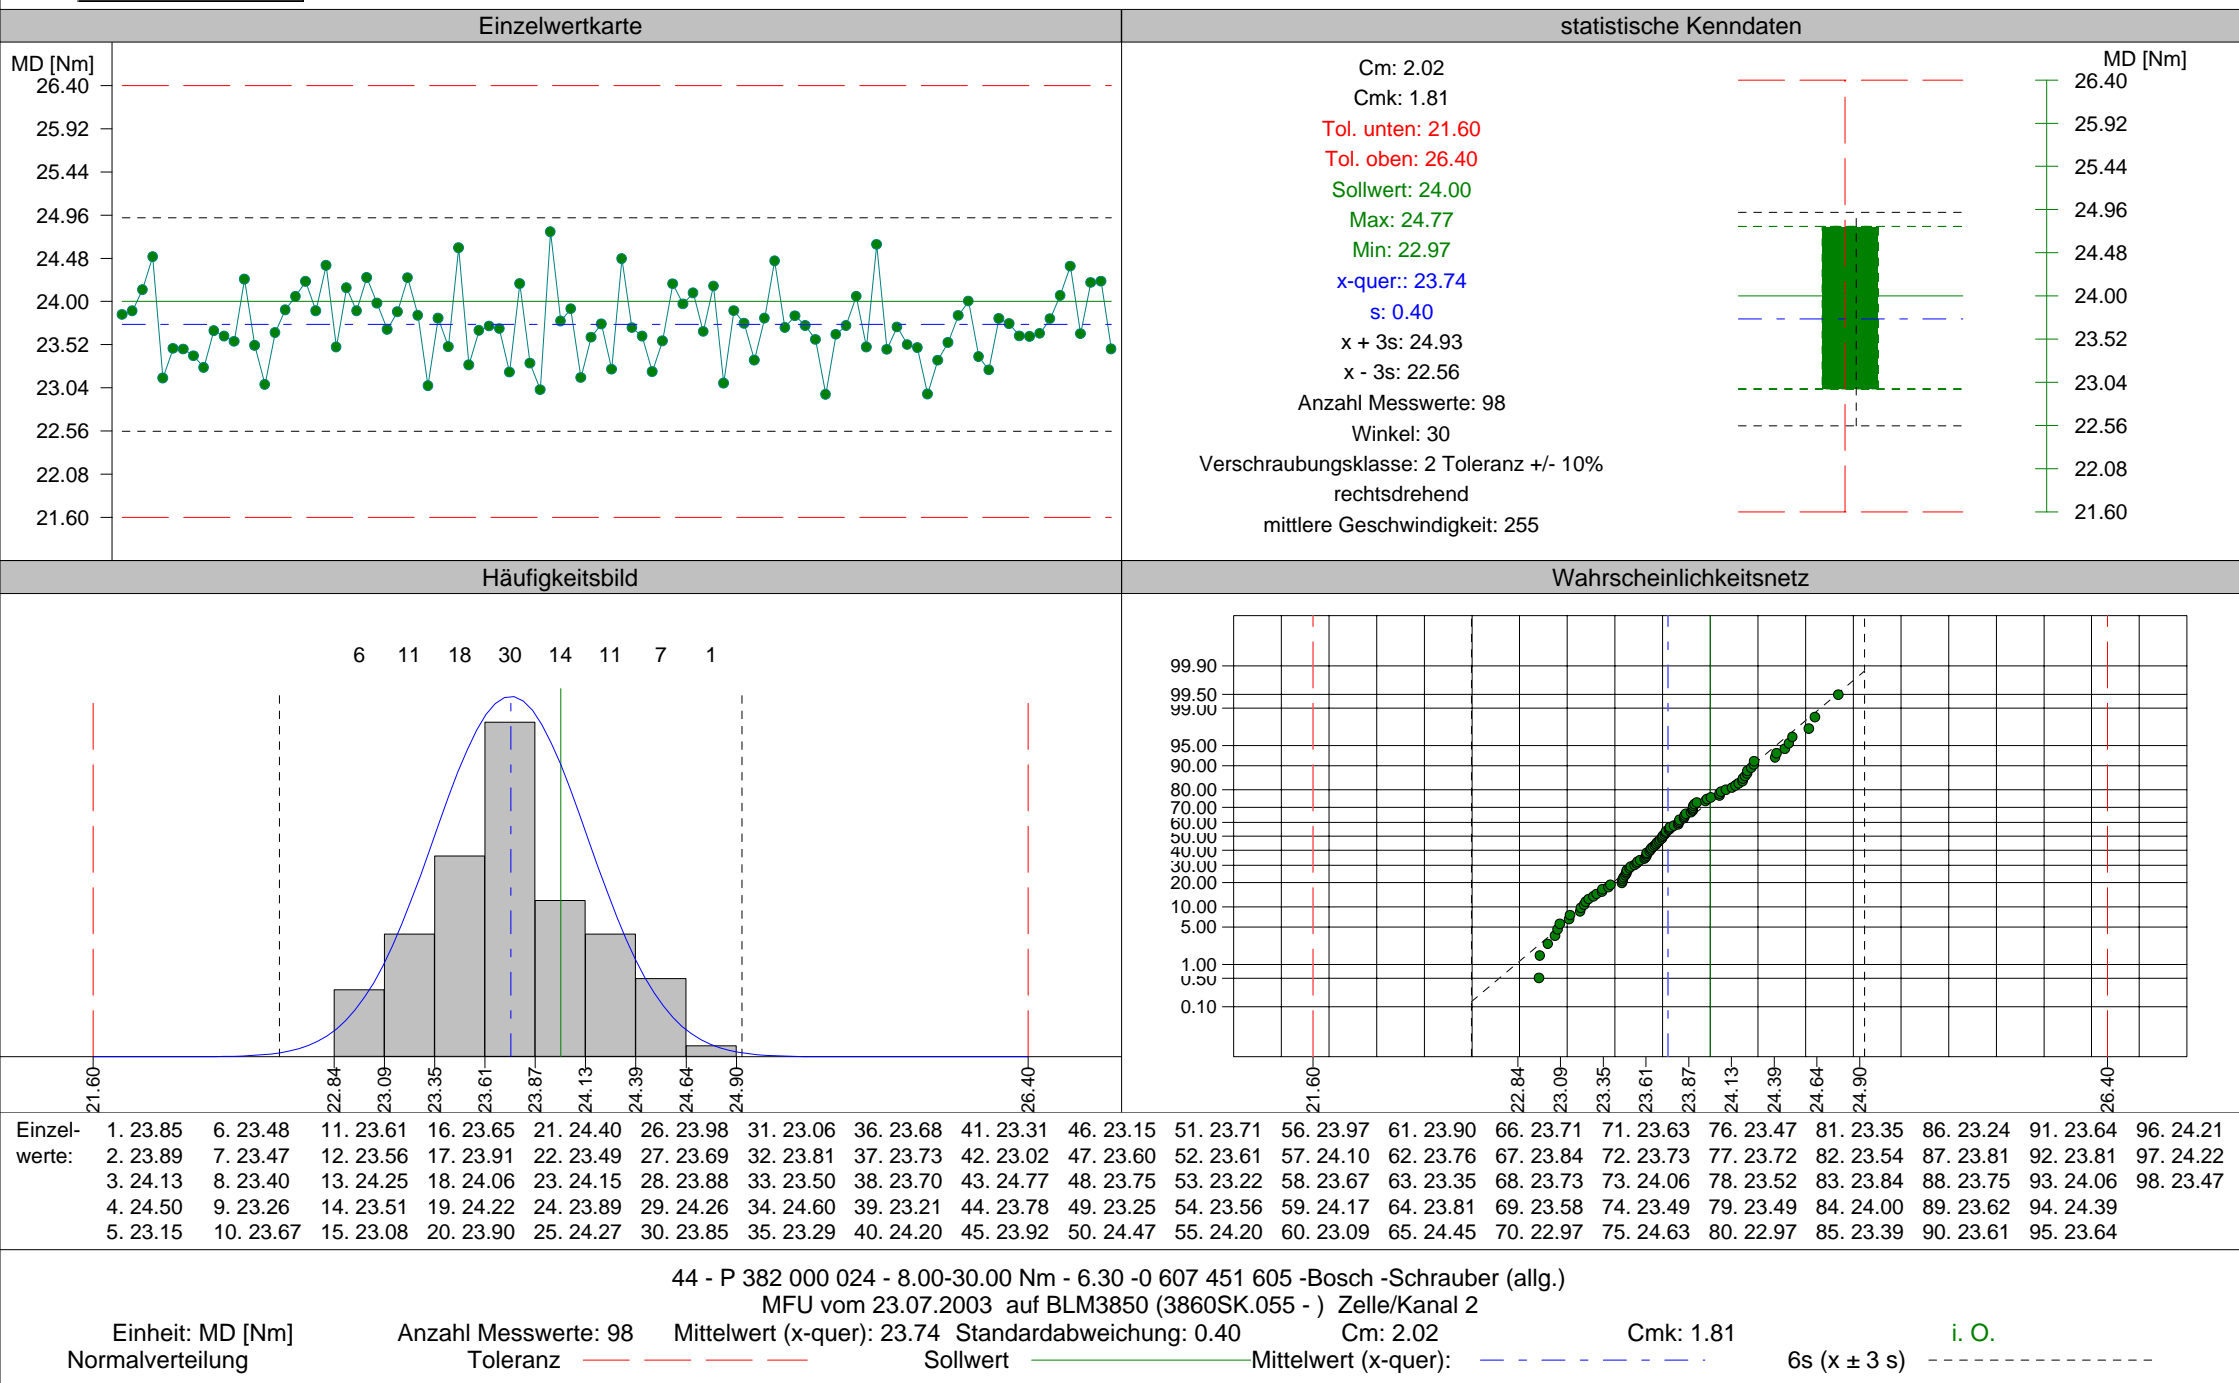 Einzelwertkarte
MD [Nm]
26.40
25.92
25.44
24.96
24.48
24.00
23.52
23.04
22.56
22.08
21.60
statistische Kenndaten
Cm: 2.02
Cmk: 1.81
Tol. unten: 21.60
Tol. oben: 26.40
Sollwert: 24.00
Max: 24.77
Min: 22.97
x-quer:: 23.74
s: 0.40
x + 3s: 24.93
x - 3s: 22.56
Anzahl Messwerte: 98
Winkel: 30
Verschraubungsklasse: 2 Toleranz +/- 10%
rechtsdrehend
mittlere Geschwindigkeit: 255
MD [Nm]
26.40
25.92
25.44
24.96
24.48
24.00
23.52
23.04
22.56
22.08
21.60
Häufigkeitsbild
6 11 18 30 14 11 7 1
21.60 22.84 23.09 23.35 23.61 23.87 24.13 24.39 24.64 24.90 26.40
Wahrscheinlichkeitsnetz
99.90
99.50
99.00
95.00
90.00
80.00
70.00
60.00
50.00
40.00
30.00
20.00
10.00
5.00
1.00
0.50
0.10
21.60 22.84 23.09 23.35 23.61 23.87 24.13 24.39 24.64 24.90 26.40
Einzel- 1. 23.85 6. 23.48 11. 23.61 16. 23.65 21. 24.40 26. 23.98 31. 23.06 36. 23.68 41. 23.31 46. 23.15 51. 23.71 56. 23.97 61. 23.90 66. 23.71 71. 23.63 76. 23.47 81. 23.35 86. 23.24 91. 23.64 96. 24.21
werte: 2. 23.89 7. 23.47 12. 23.56 17. 23.91 22. 23.49 27. 23.69 32. 23.81 37. 23.73 42. 23.02 47. 23.60 52. 23.61 57. 24.10 62. 23.76 67. 23.84 72. 23.73 77. 23.72 82. 23.54 87. 23.81 92. 23.81 97. 24.22
3. 24.13 8. 23.40 13. 24.25 18. 24.06 23. 24.15 28. 23.88 33. 23.50 38. 23.70 43. 24.77 48. 23.75 53. 23.22 58. 23.67 63. 23.35 68. 23.73 73. 24.06 78. 23.52 83. 23.84 88. 23.75 93. 24.06 98. 23.47
4. 24.50 9. 23.26 14. 23.51 19. 24.22 24. 23.89 29. 24.26 34. 24.60 39. 23.21 44. 23.78 49. 23.25 54. 23.56 59. 24.17 64. 23.81 69. 23.58 74. 23.49 79. 23.49 84. 24.00 89. 23.62 94. 24.39
5. 23.15 10. 23.67 15. 23.08 20. 23.90 25. 24.27 30. 23.85 35. 23.29 40. 24.20 45. 23.92 50. 24.47 55. 24.20 60. 23.09 65. 24.45 70. 22.97 75. 24.63 80. 22.97 85. 23.39 90. 23.61 95. 23.64
44 - P 382 000 024 - 8.00-30.00 Nm - 6.30 -0 607 451 605 -Bosch -Schrauber (allg.)
MFU vom 23.07.2003 auf BLM3850 (3860SK.055 - ) Zelle/Kanal 2
Einheit: MD [Nm] Anzahl Messwerte: 98 Mittelwert (x-quer): 23.74 Standardabweichung: 0.40 Cm: 2.02 Cmk: 1.81 i. O.
Normalverteilung Toleranz Sollwert Mittelwert (x-quer): 6s (x ± 3 s)